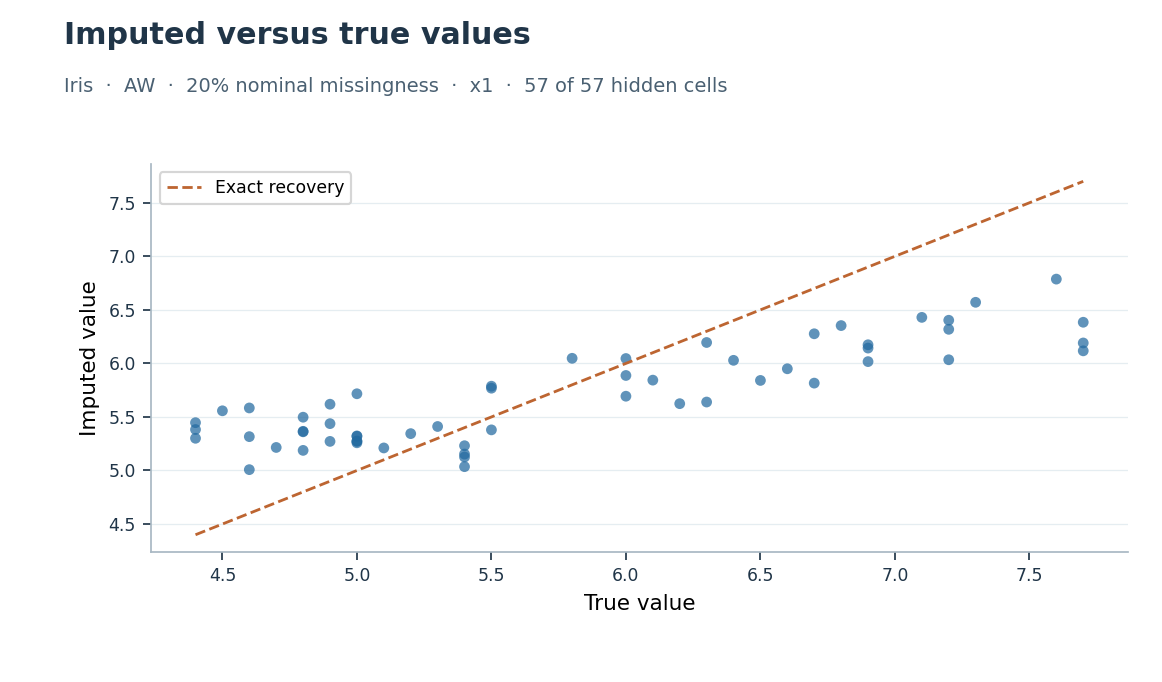 Imputed versus true values
Iris · AW · 20% nominal missingness · x1 · 57 of 57 hidden cells
Exact recovery
7.5
7.0
6.5
6.0
5.5
5.0
4.5
Imputed value
4.5 5.0 5.5 6.0 6.5 7.0 7.5
True value